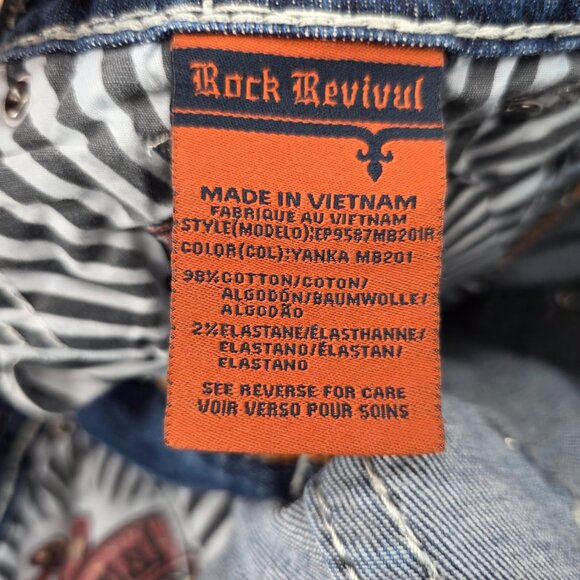 Rock Revival
MADE IN VIETNAM
FABRIQUE AU VIETNAM
STYLE(MODELO):EP9587MB201R
COLOR(COL):YANKA MB201
98%COTTON/COTON/
ALGODÓN/BAUMWOLLE/
ALGODÃO
2%ELASTANE/ÉLASTHANNE/
ELASTANO/ÉLASTAN/
ELASTANO
SEE REVERSE FOR CARE
VOIR VERSO POUR SOINS